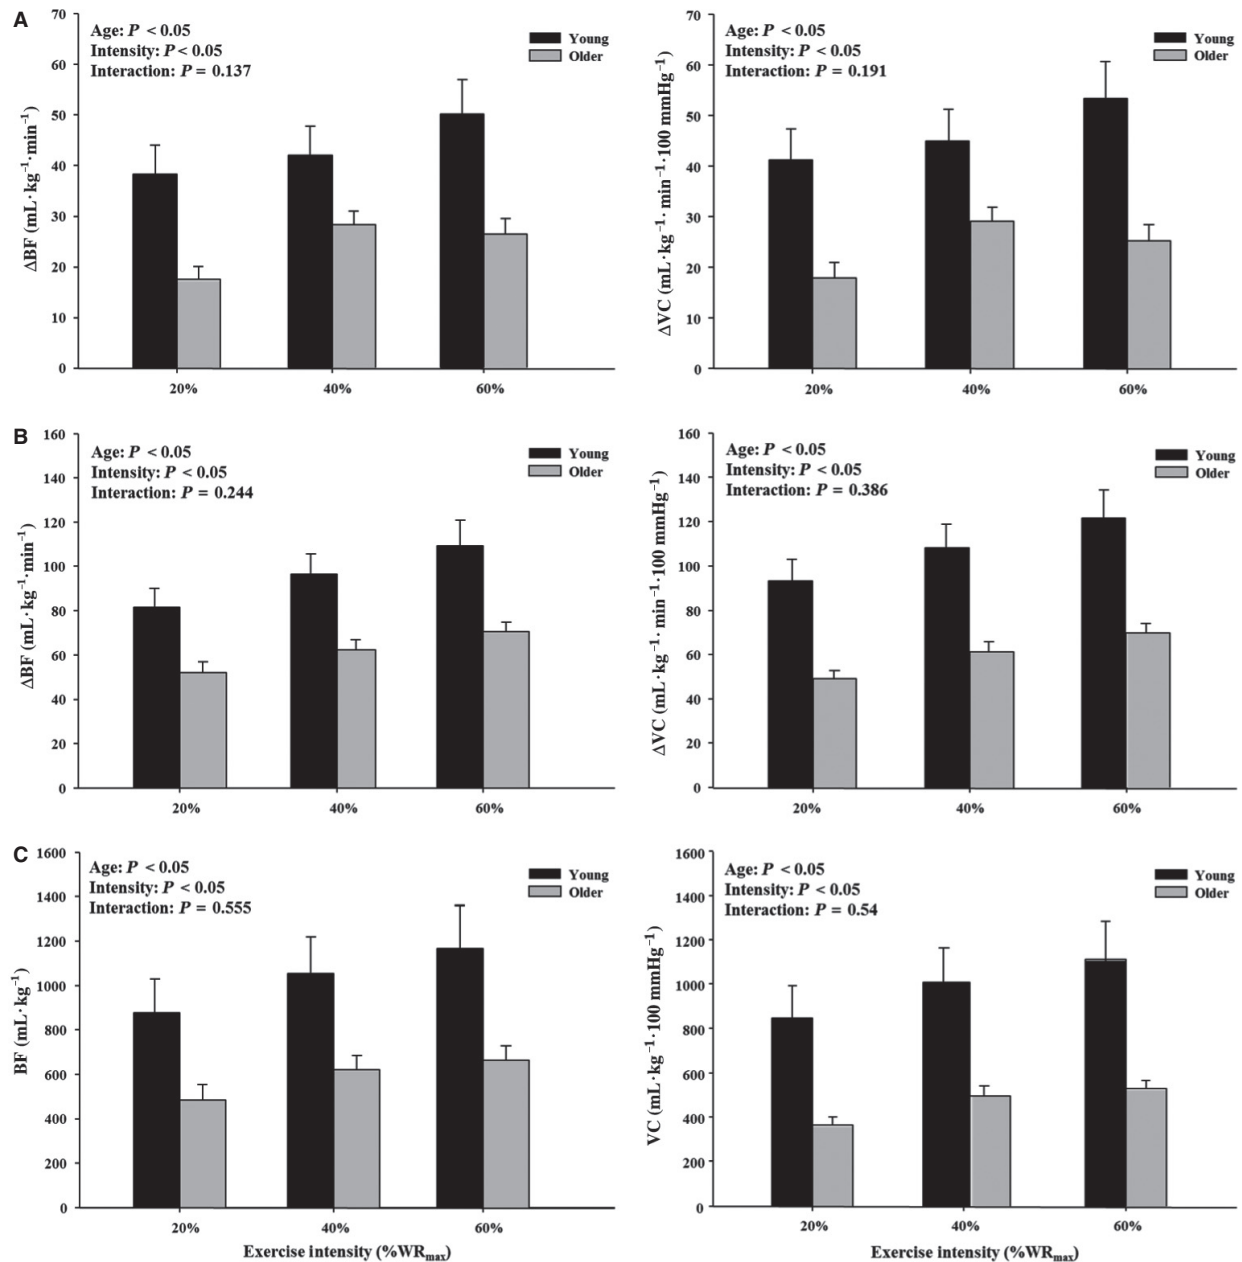 A
70
60
50
40
30
20
10
0
ΔBF (mL·kg⁻¹·min⁻¹)
Age: P < 0.05
Intensity: P < 0.05
Interaction: P = 0.137
Young
Older
20% 40% 60%
70
60
50
40
30
20
10
0
ΔVC (mL·kg⁻¹·min⁻¹·100 mmHg⁻¹)
Age: P < 0.05
Intensity: P < 0.05
Interaction: P = 0.191
Young
Older
20% 40% 60%
B
160
140
120
100
80
60
40
20
0
ΔBF (mL·kg⁻¹·min⁻¹)
Age: P < 0.05
Intensity: P < 0.05
Interaction: P = 0.244
Young
Older
20% 40% 60%
160
140
120
100
80
60
40
20
0
ΔVC (mL·kg⁻¹·min⁻¹·100 mmHg⁻¹)
Age: P < 0.05
Intensity: P < 0.05
Interaction: P = 0.386
Young
Older
20% 40% 60%
C
1600
1400
1200
1000
800
600
400
200
0
BF (mL·kg⁻¹)
Age: P < 0.05
Intensity: P < 0.05
Interaction: P = 0.555
Young
Older
20% 40% 60%
Exercise intensity (%WRmax)
1600
1400
1200
1000
800
600
400
200
0
VC (mL·kg⁻¹·100 mmHg⁻¹)
Age: P < 0.05
Intensity: P < 0.05
Interaction: P = 0.54
Young
Older
20% 40% 60%
Exercise intensity (%WRmax)